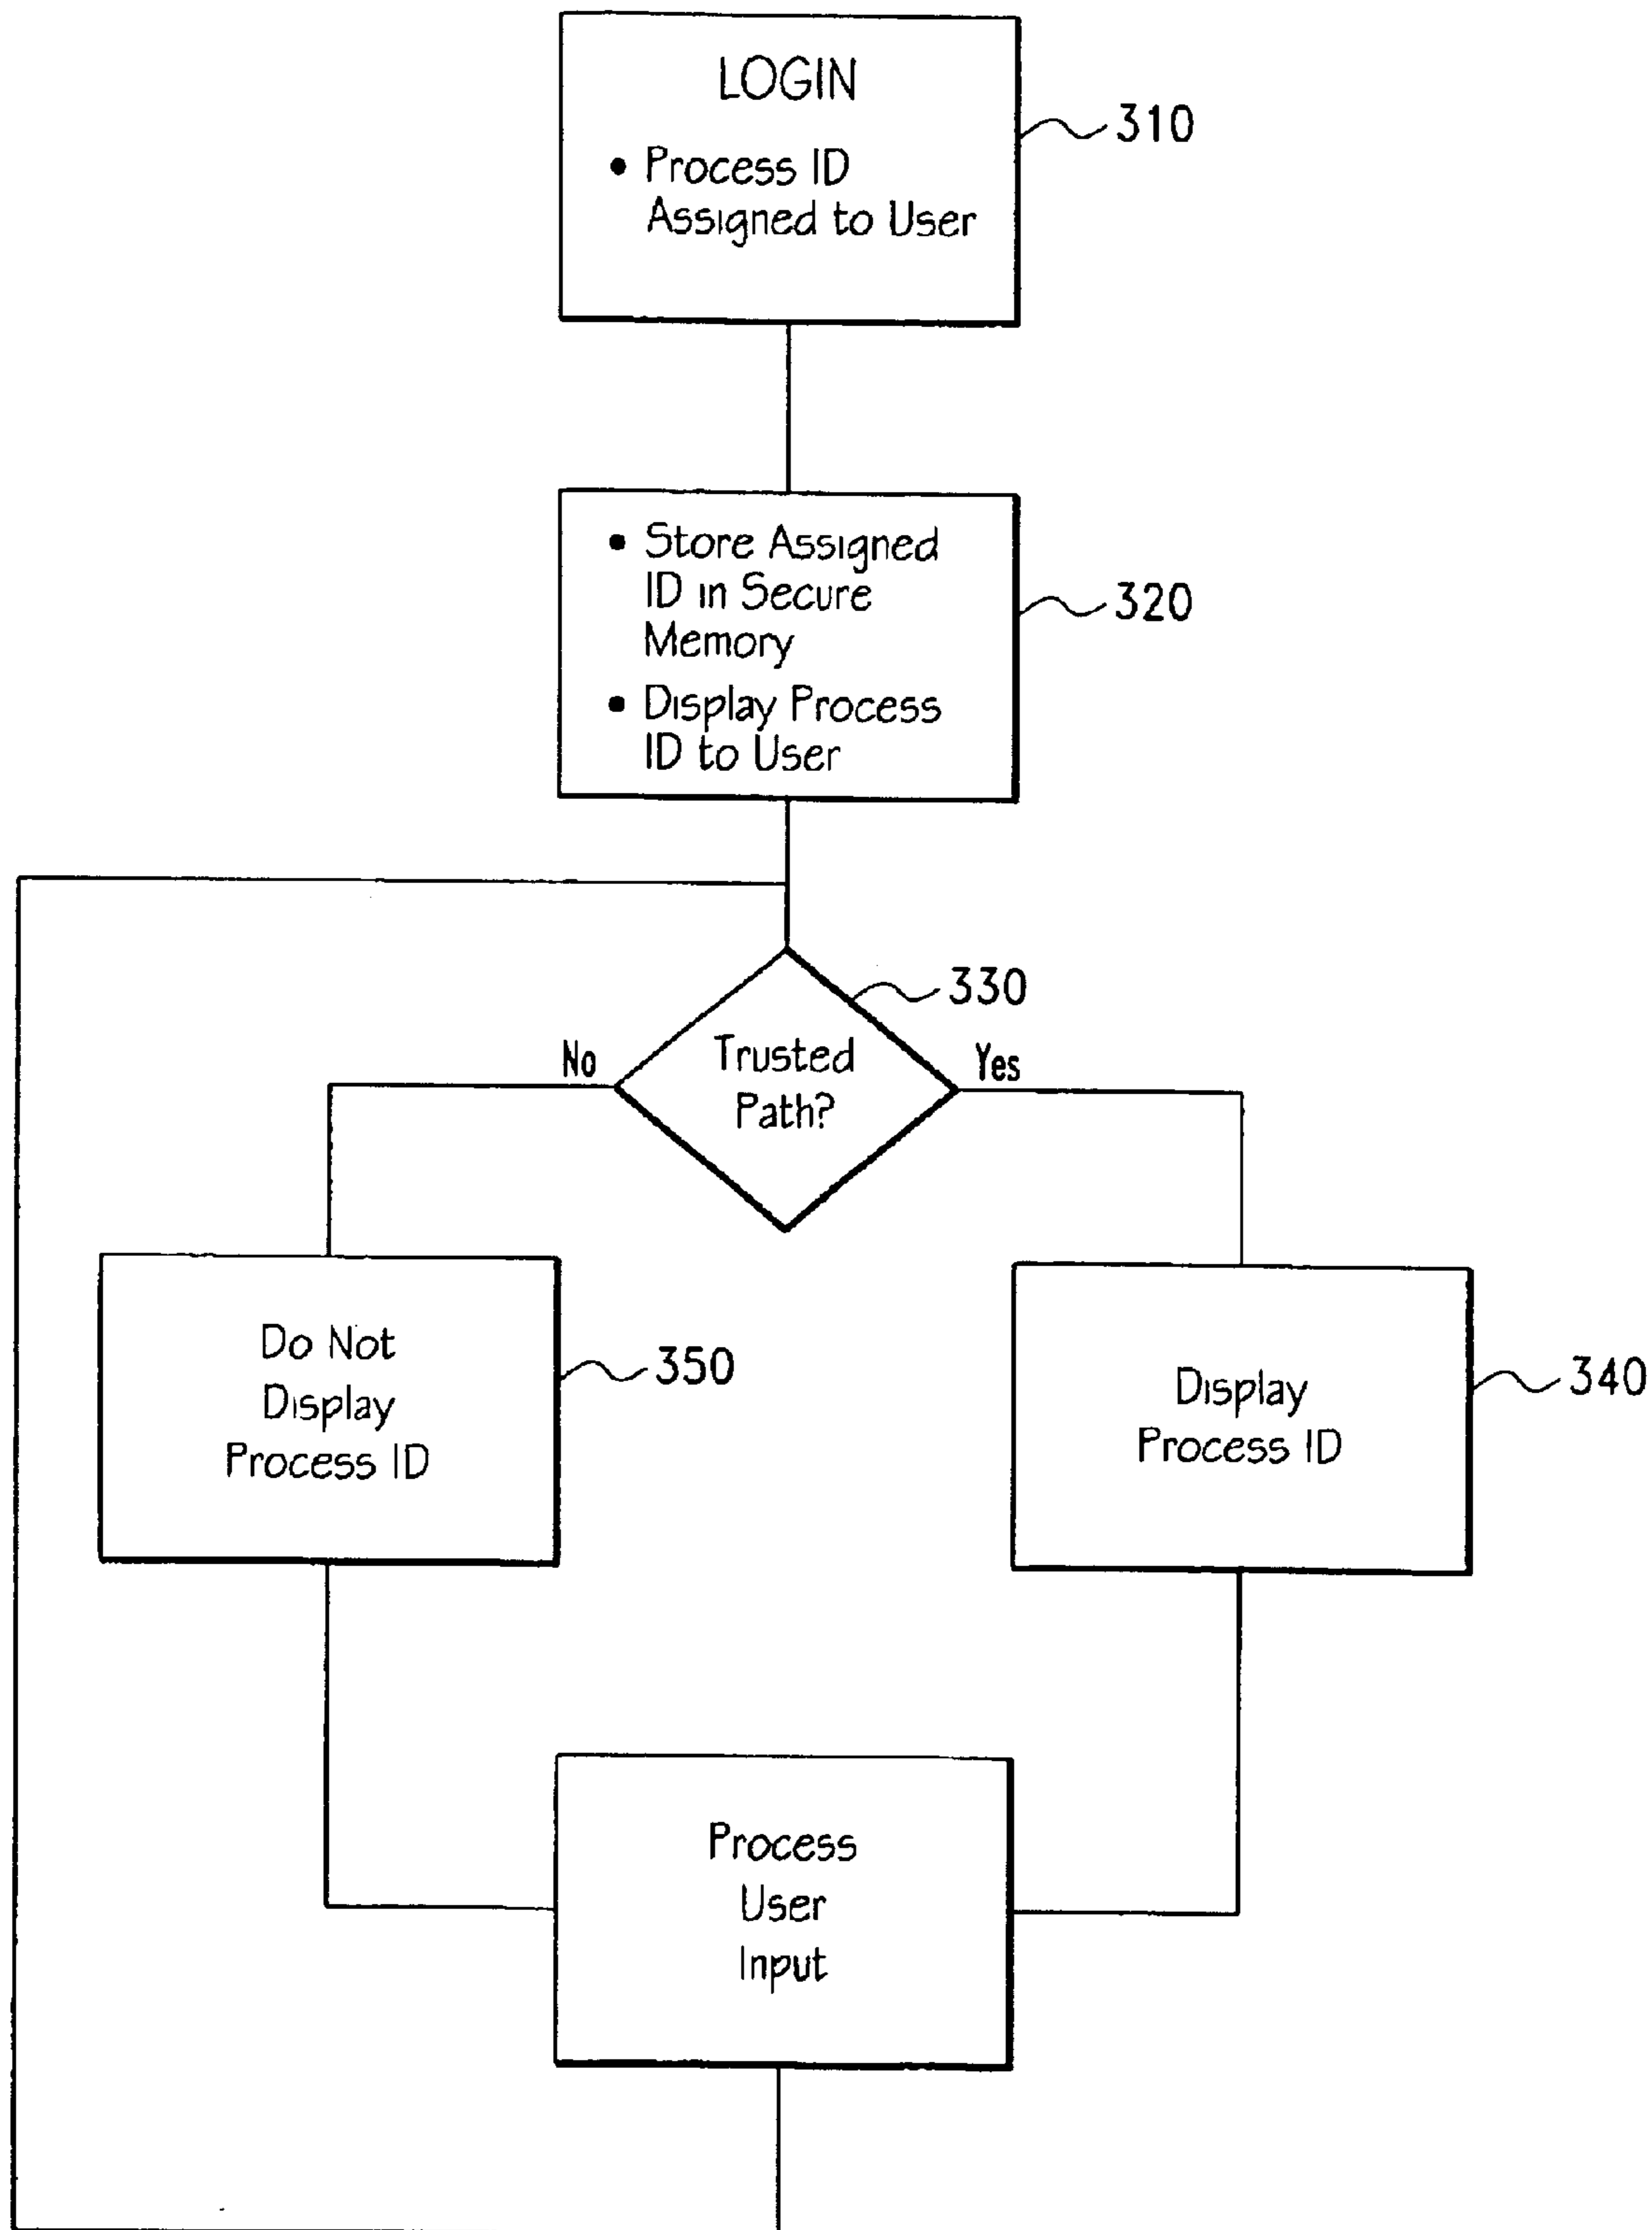 LOGIN
• Process ID
Assigned to User
310
• Store Assigned
ID in Secure
Memory
• Display Process
ID to User
320
330
No
Trusted
Path?
Yes
Do Not
Display
Process ID
350
Display
Process ID
340
Process
User
Input